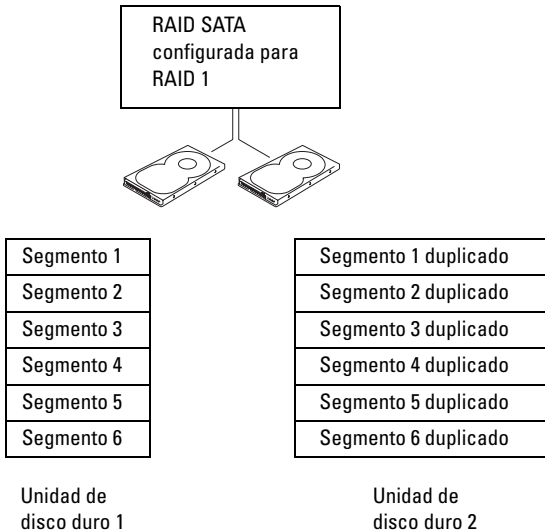 RAID SATA
configurada para
RAID 1
Segmento 1
Segmento 1 duplicado
Segmento 2
Segmento 2 duplicado
Segmento 3
Segmento 3 duplicado
Segmento 4
Segmento 4 duplicado
Segmento 5
Segmento 5 duplicado
Segmento 6
Segmento 6 duplicado
Unidad de
disco duro 1
Unidad de
disco duro 2